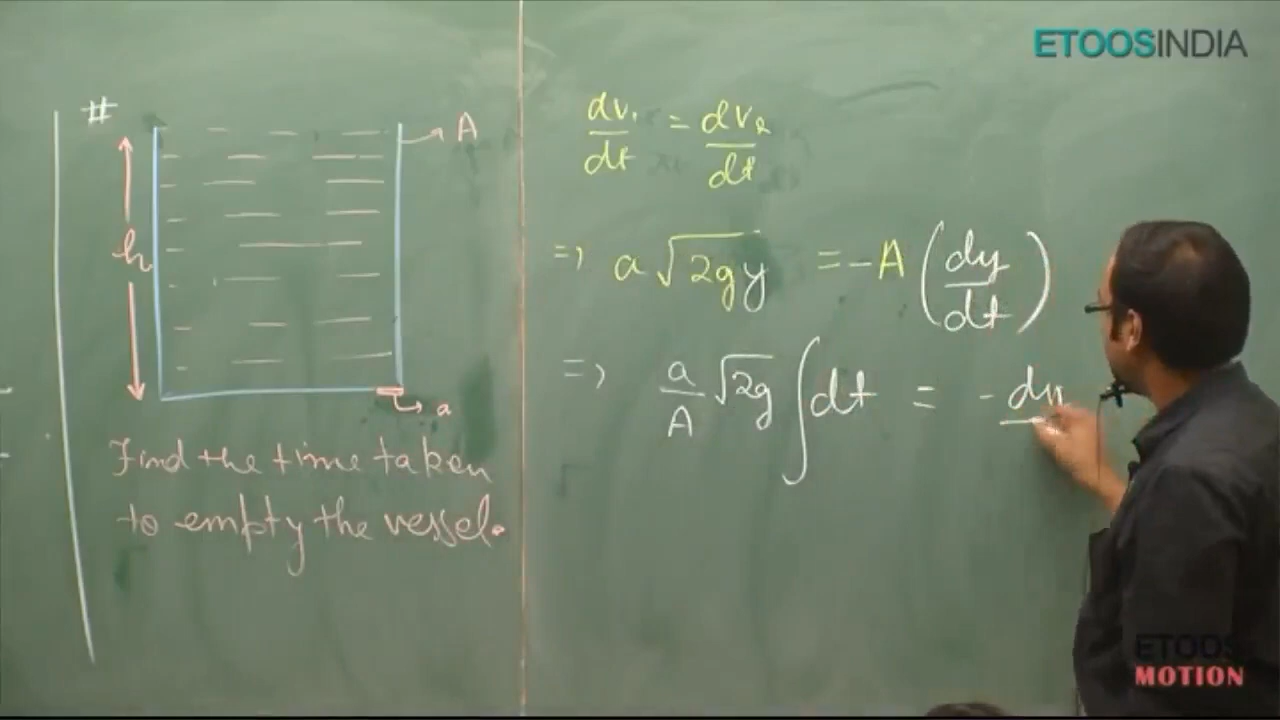 ETOOSINDIA
#
A
h
a
Find the time taken
to empty the vessel.
dv₁/dt = dv₂/dt
=> a √2gy = -A (dy/dt)
=> a/A √2g ∫dt = - dy
ETOOS
MOTION